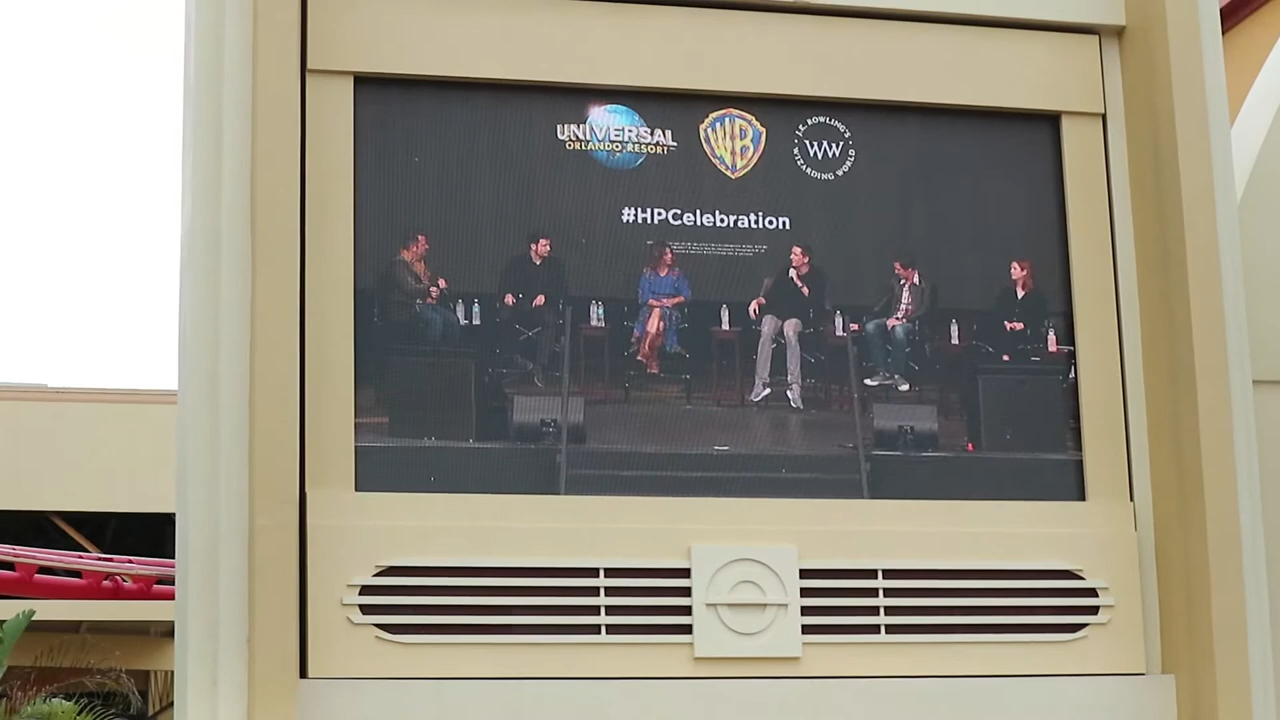 UNIVERSAL
ORLANDO RESORT
WB
J.K. ROWLING'S
WW
WIZARDING WORLD
#HPCelebration